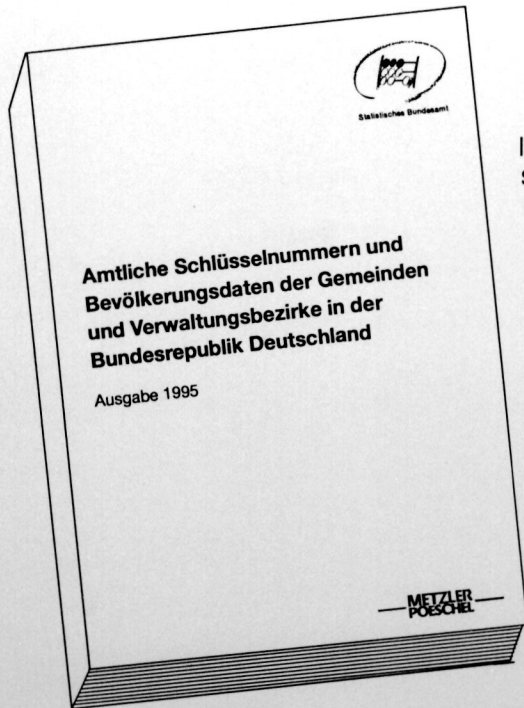 Statistisches Bundesamt
Amtliche Schlüsselnummern und
Bevölkerungsdaten der Gemeinden
und Verwaltungsbezirke in der
Bundesrepublik Deutschland
Ausgabe 1995
METZLER
POESCHEL